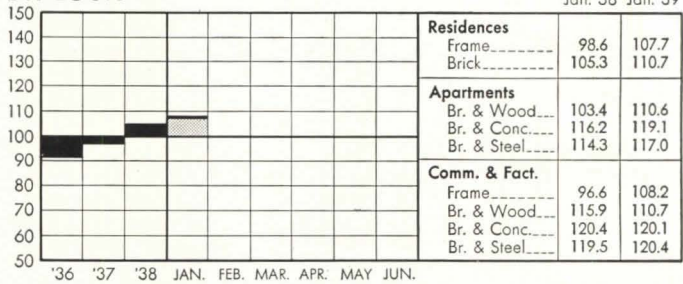 Jan. '38 Jan. '39
150
140
130
120
110
100
90
80
70
60
50
'36 '37 '38 JAN. FEB. MAR. APR. MAY JUN.
Residences
Frame 98.6 107.7
Brick 105.3 110.7
Apartments
Br. & Wood 103.4 110.6
Br. & Conc. 116.2 119.1
Br. & Steel 114.3 117.0
Comm. & Fact.
Frame 96.6 108.2
Br. & Wood 115.9 110.7
Br. & Conc. 120.4 120.1
Br. & Steel 119.5 120.4